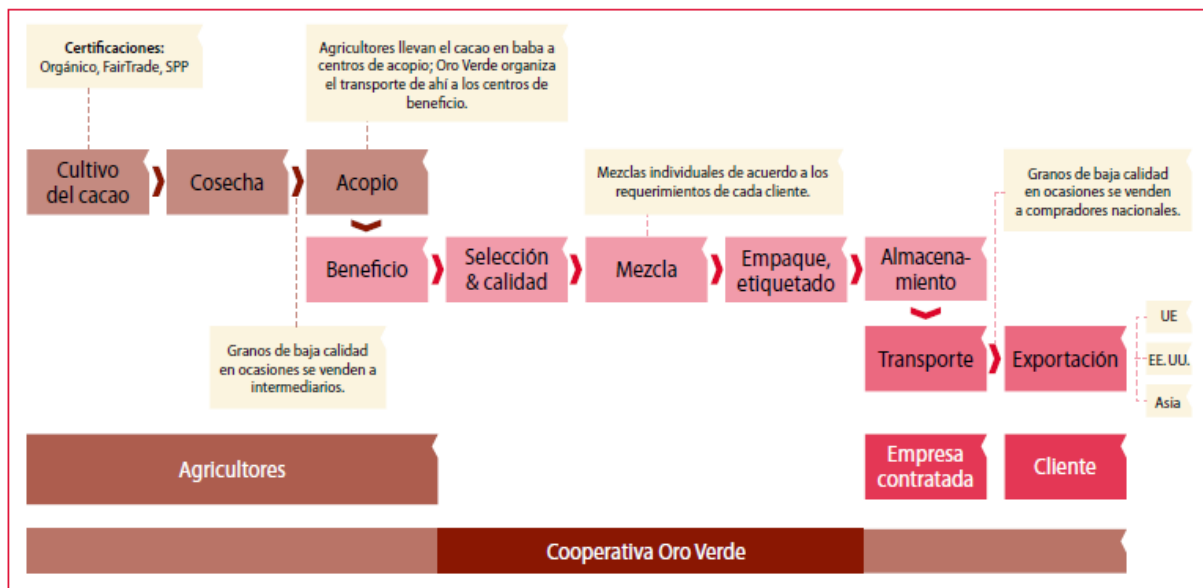 Certificaciones:
Orgánico, FairTrade, SPP
Agricultores llevan el cacao en baba a
centros de acopio; Oro Verde organiza
el transporte de ahí a los centros de
beneficio.
Cultivo
del cacao
Cosecha
Acopio
Mezclas individuales de acuerdo a los
requerimientos de cada cliente.
Granos de baja calidad
en ocasiones se venden
a compradores nacionales.
Beneficio
Selección
& calidad
Mezcla
Empaque,
etiquetado
Almacena-
miento
Granos de baja calidad
en ocasiones se venden a
intermediarios.
Transporte
Exportación
UE
EE. UU.
Asia
Agricultores
Empresa
contratada
Cliente
Cooperativa Oro Verde